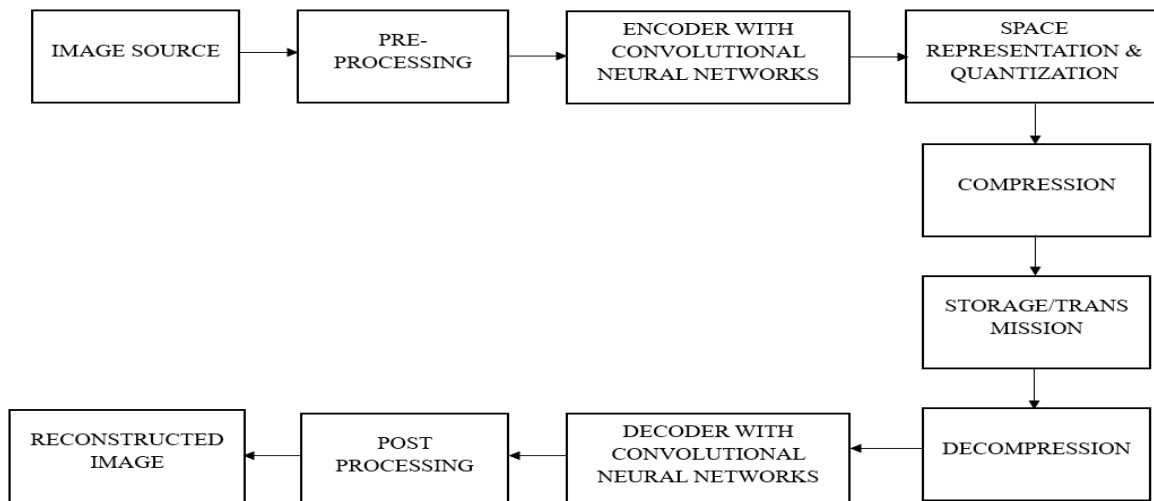 IMAGE SOURCE
PRE-
PROCESSING
ENCODER WITH
CONVOLUTIONAL
NEURAL NETWORKS
SPACE
REPRESENTATION &
QUANTIZATION
COMPRESSION
STORAGE/TRANS
MISSION
DECOMPRESSION
DECODER WITH
CONVOLUTIONAL
NEURAL NETWORKS
POST
PROCESSING
RECONSTRUCTED
IMAGE